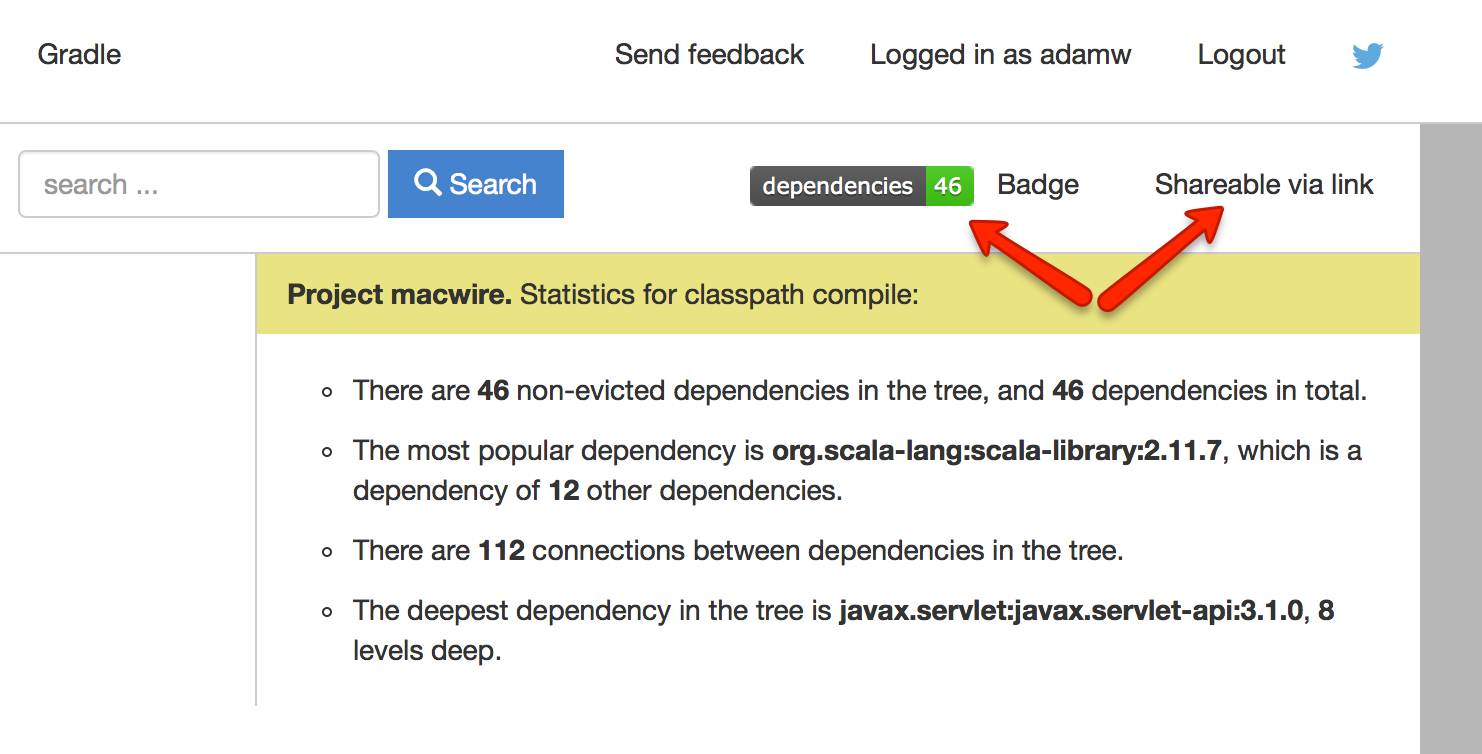 Gradle Send feedback Logged in as adamw Logout
search ... Search dependencies 46 Badge Shareable via link
Project macwire. Statistics for classpath compile:
There are 46 non-evicted dependencies in the tree, and 46 dependencies in total.
The most popular dependency is org.scala-lang:scala-library:2.11.7, which is a
dependency of 12 other dependencies.
There are 112 connections between dependencies in the tree.
The deepest dependency in the tree is javax.servlet:javax.servlet-api:3.1.0, 8
levels deep.